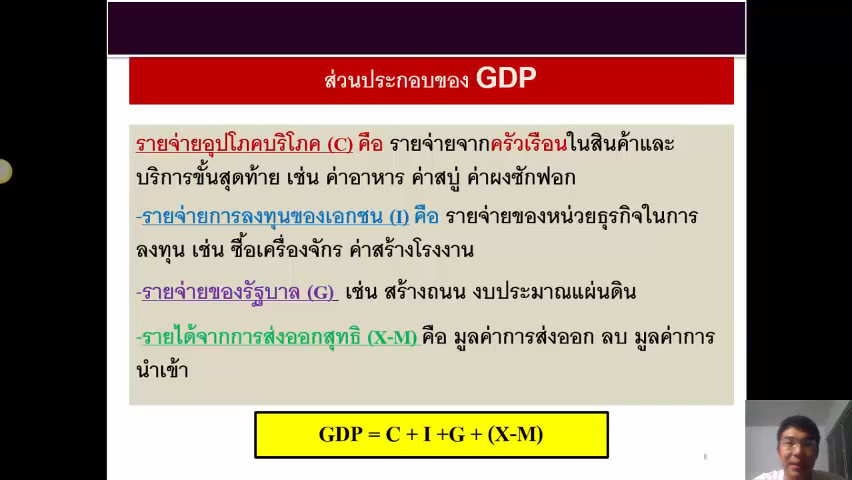 ส่วนประกอบของ GDP
รายจ่ายอุปโภคบริโภค (C) คือ รายจ่ายจากครัวเรือนในสินค้าและ
บริการขั้นสุดท้าย เช่น ค่าอาหาร ค่าสบู่ ค่าผงซักฟอก
-รายจ่ายการลงทุนของเอกชน (I) คือ รายจ่ายของหน่วยธุรกิจในการ
ลงทุน เช่น ซื้อเครื่องจักร ค่าสร้างโรงงาน
-รายจ่ายของรัฐบาล (G) เช่น สร้างถนน งบประมาณแผ่นดิน
-รายได้จากการส่งออกสุทธิ (X-M) คือ มูลค่าการส่งออก ลบ มูลค่าการ
นำเข้า
GDP = C + I +G + (X-M)
8